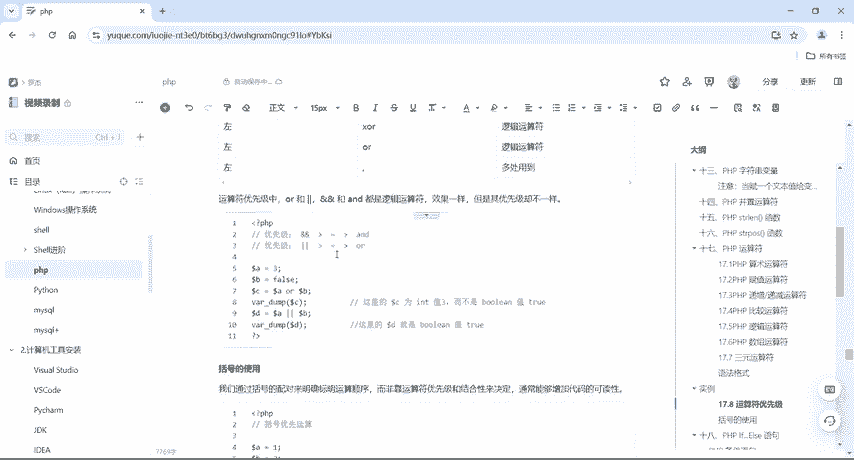 php
yuque.com/luojie-nt3e0/bt6bg3/dwuhgnxm0ngc91lo#YbKsi
所有书签
php
自动缓存中...
分享
更新
视频录制
正文
15px
搜索
Ctrl + J
首页
目录
Windows操作系统
shell
Shell进阶
php
Python
mysql
mysql+
2.计算机工具安装
Visual Studio
VSCode
Pycharm
JDK
IDEA
左 xor 逻辑运算符
左 or 逻辑运算符
左 , 多处用到
运算符优先级中，or 和 ||，&& 和 and 都是逻辑运算符，效果一样，但是其优先级却不一样。
1 <?php
2 // 优先级： && > = > and
3 // 优先级： || > = > or
4
5 $a = 3;
6 $b = false;
7 $c = $a or $b;
8 var_dump($c); // 这里的 $c 为 int 值3，而不是 boolean 值 true
9 $d = $a || $b;
10 var_dump($d); //这里的 $d 就是 boolean 值 true
11 ?>
括号的使用
我们通过括号的配对来明确标明运算顺序，而非靠运算符优先级和结合性来决定，通常能够增加代码的可读性。
1 <?php
2 // 括号优先运算
3
4 $a = 1;
7769字
大纲
十三、PHP 字符串变量
注意：当赋一个文本值给变...
十四、PHP 并置运算符
十五、PHP strlen() 函数
十六、PHP strpos() 函数
十七、PHP 运算符
17.1PHP 算术运算符
17.2PHP 赋值运算符
17.3PHP 递增/递减运算符
17.4PHP 比较运算符
17.5PHP 逻辑运算符
17.6PHP 数组运算符
17.7 三元运算符
语法格式
实例
17.8 运算符优先级
括号的使用
十八、PHP If...Else 语句